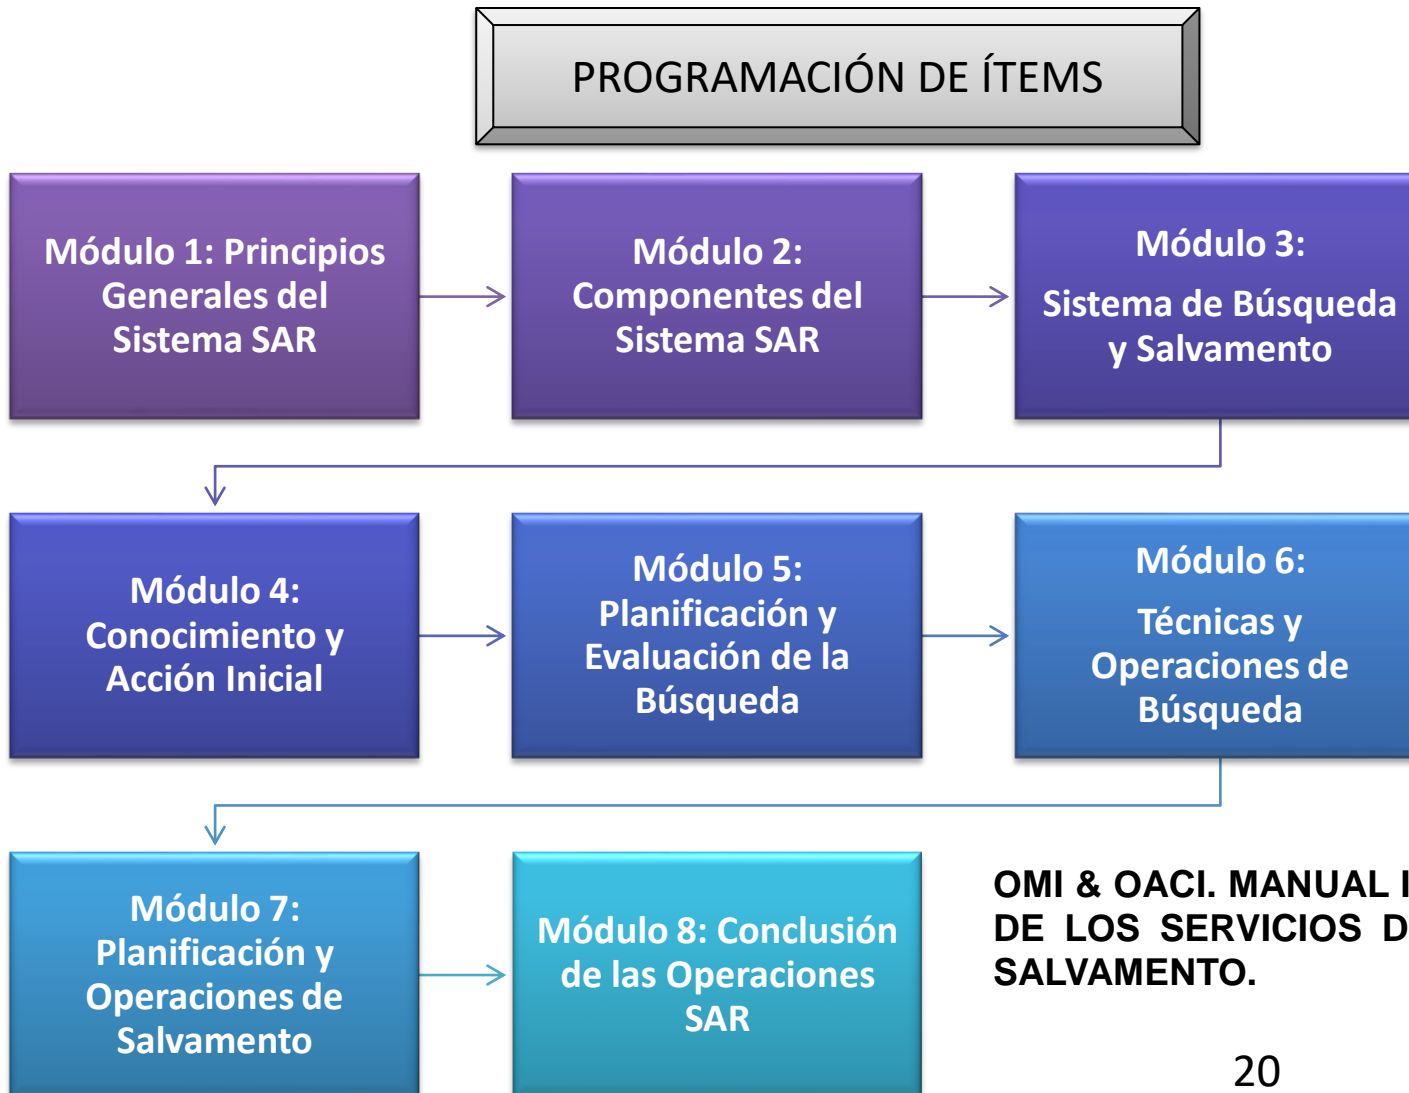 PROGRAMACIÓN DE ÍTEMS
Módulo 1: Principios
Generales del
Sistema SAR
Módulo 2:
Componentes del
Sistema SAR
Módulo 3:
Sistema de Búsqueda
y Salvamento
Módulo 4:
Conocimiento y
Acción Inicial
Módulo 5:
Planificación y
Evaluación de la
Búsqueda
Módulo 6:
Técnicas y
Operaciones de
Búsqueda
Módulo 7:
Planificación y
Operaciones de
Salvamento
Módulo 8: Conclusión
de las Operaciones
SAR
OMI & OACI. MANUAL
DE LOS SERVICIOS
SALVAMENTO.
20